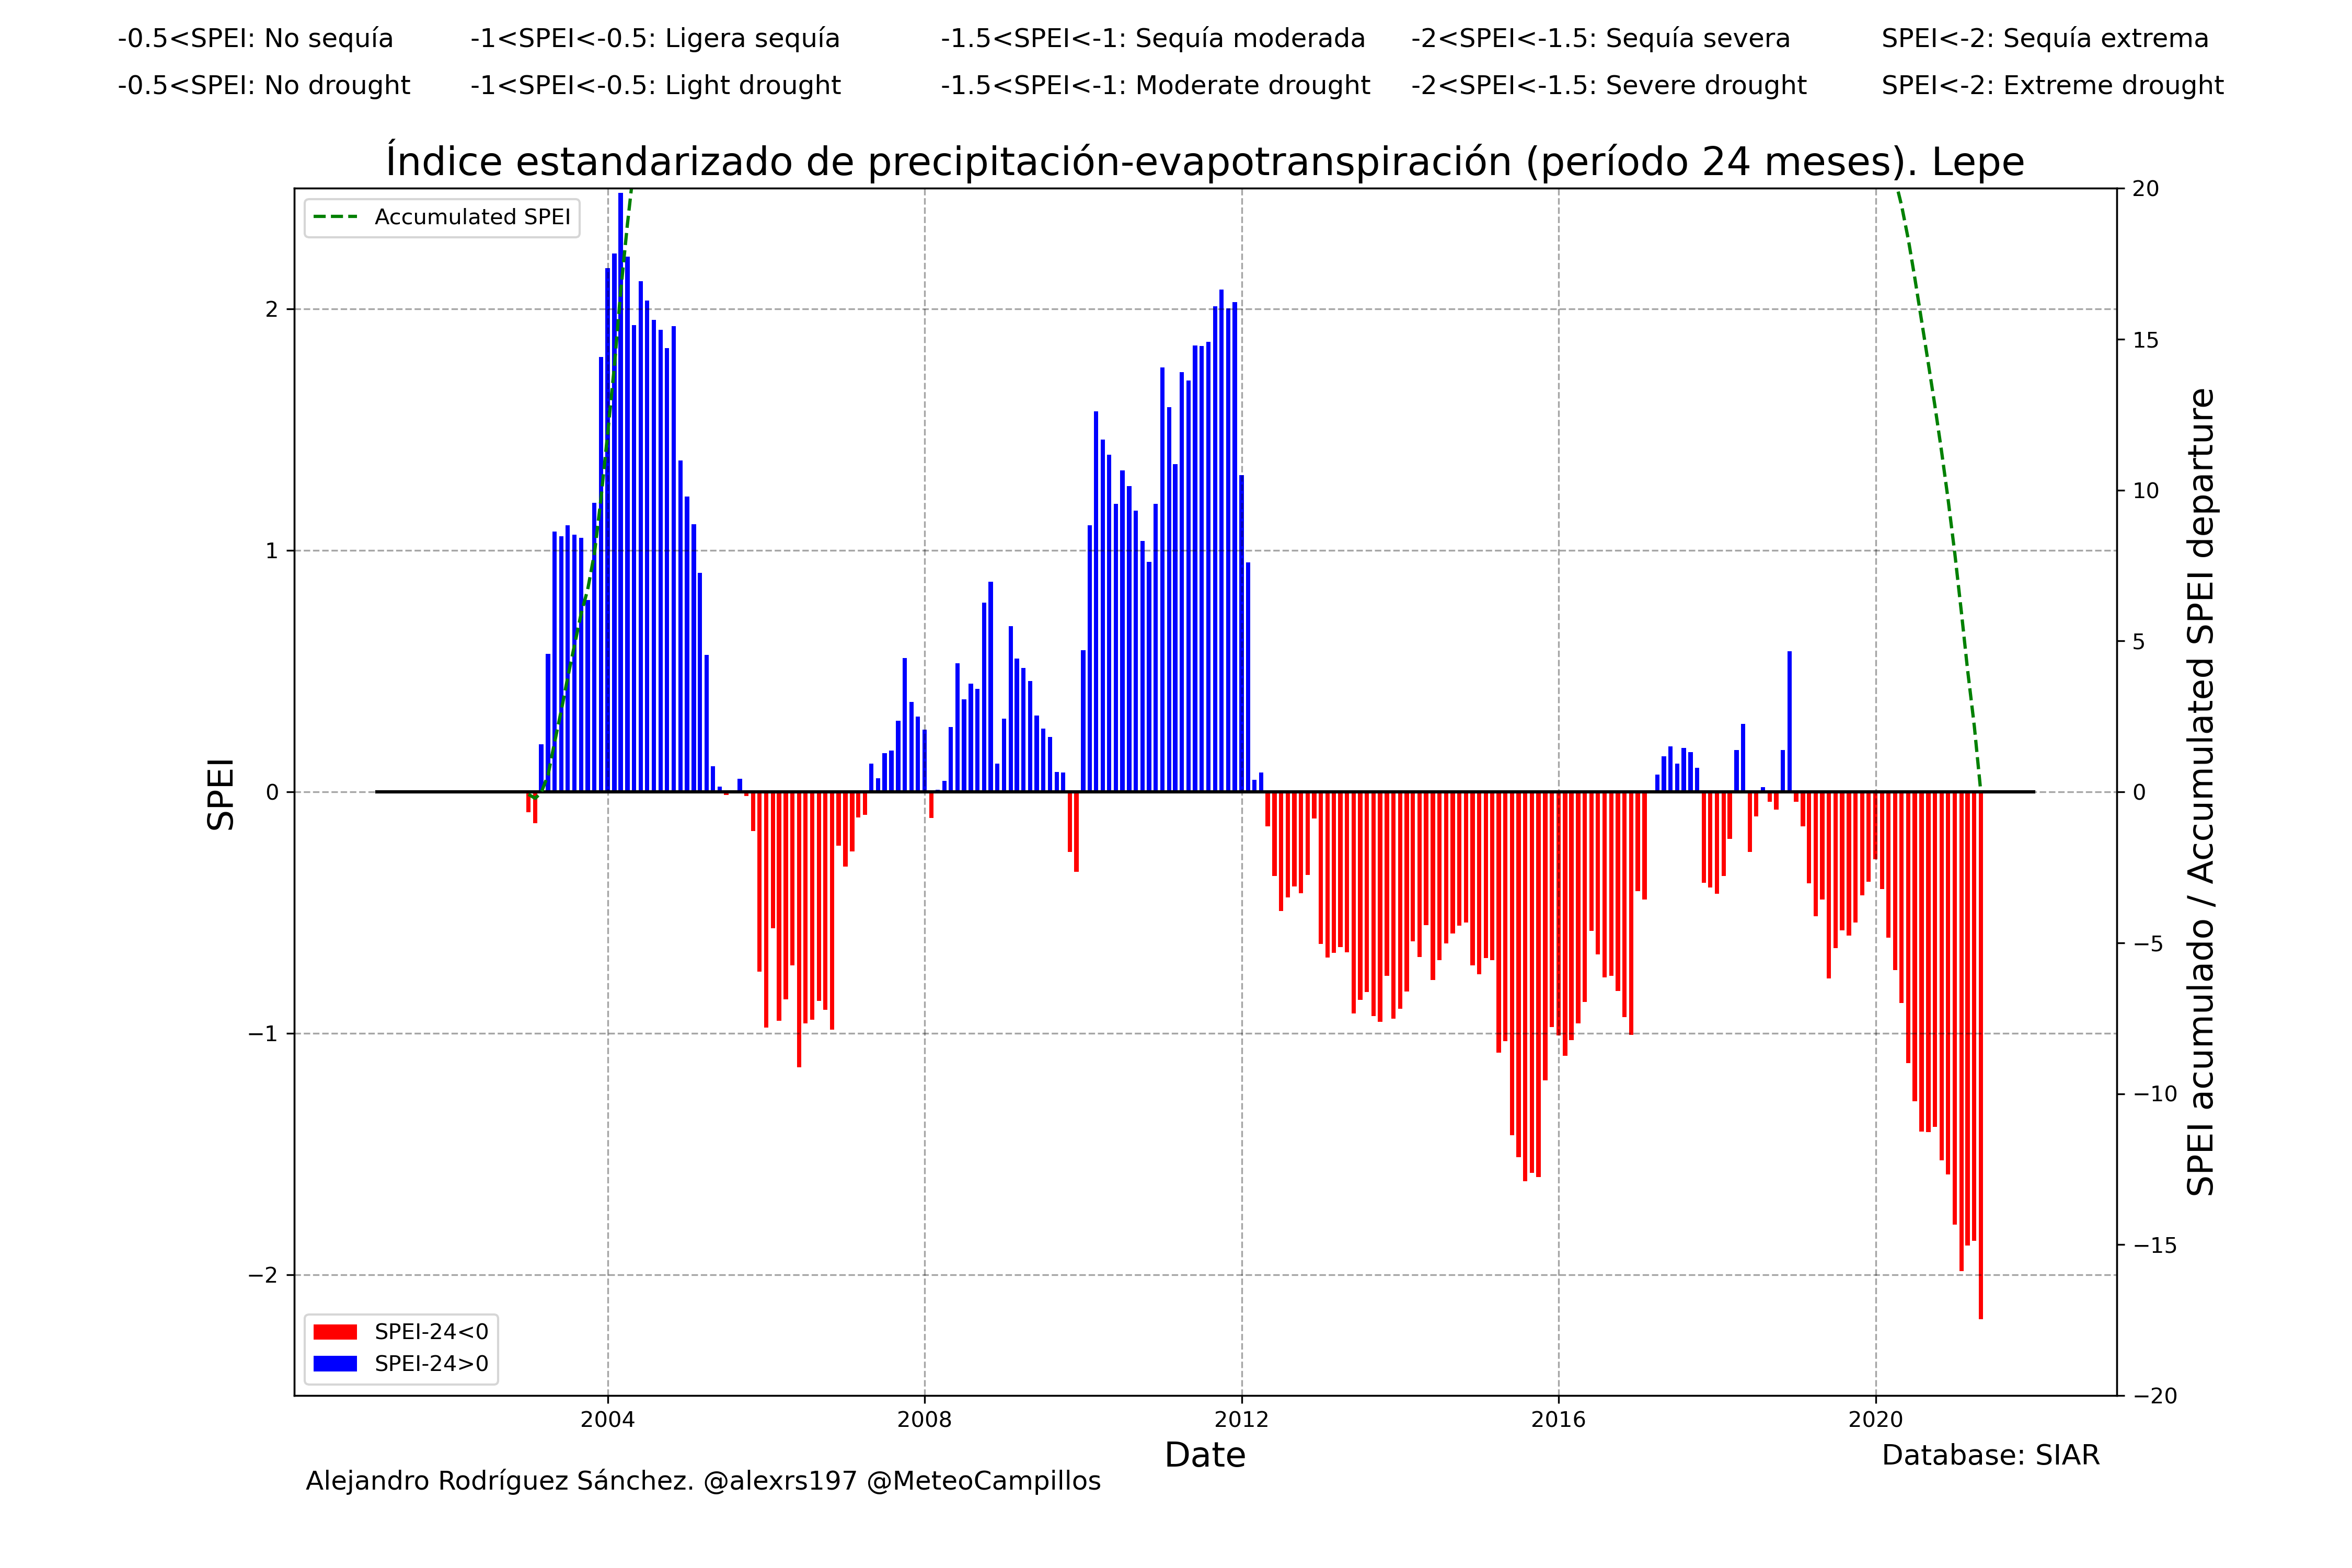 -0.5<SPEI: No sequía -1<SPEI<-0.5: Ligera sequía -1.5<SPEI<-1: Sequía moderada -2<SPEI<-1.5: Sequía severa SPEI<-2: Sequía extrema
-0.5<SPEI: No drought -1<SPEI<-0.5: Light drought -1.5<SPEI<-1: Moderate drought -2<SPEI<-1.5: Severe drought SPEI<-2: Extreme drought
Índice estandarizado de precipitación-evapotranspiración (período 24 meses). Lepe
Accumulated SPEI
SPEI
2
1
0
−1
−2
20
15
10
5
0
−5
−10
−15
−20
SPEI acumulado / Accumulated SPEI departure
SPEI-24<0
SPEI-24>0
2004 2008 2012 2016 2020
Date
Database: SIAR
Alejandro Rodríguez Sánchez. @alexrs197 @MeteoCampillos